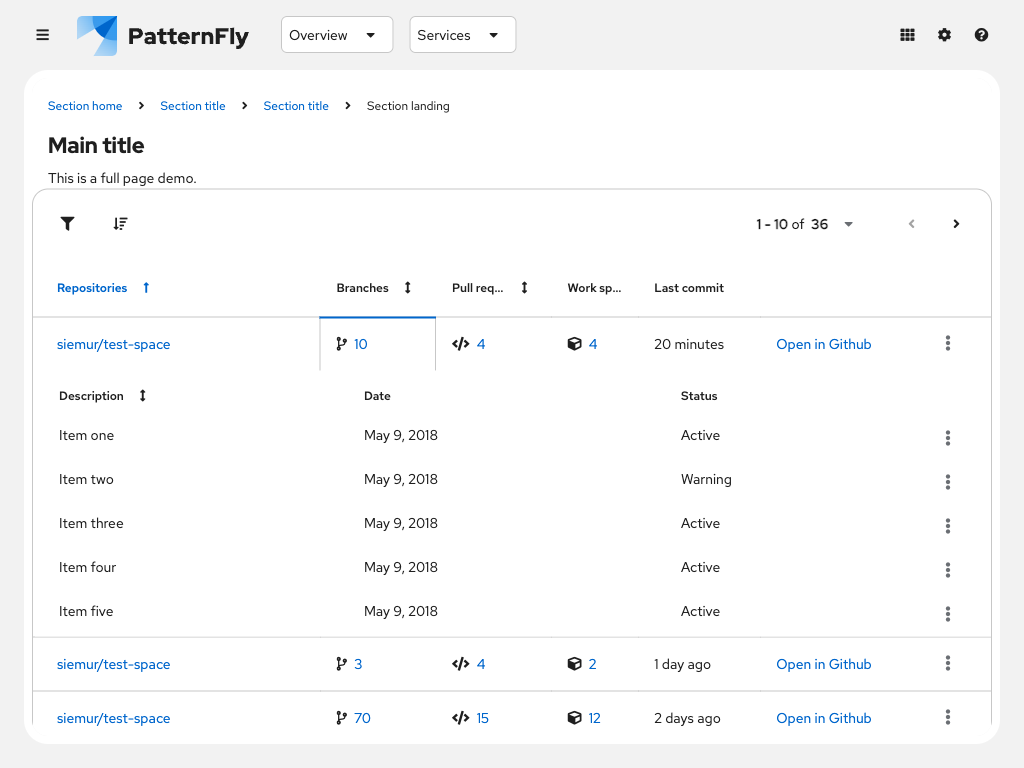 PatternFly Overview Services
Section home Section title Section title Section landing
Main title
This is a full page demo.
1 - 10 of 36
Repositories Branches Pull req... Work sp... Last commit
siemur/test-space 10 4 4 20 minutes Open in Github
Description Date Status
Item one May 9, 2018 Active
Item two May 9, 2018 Warning
Item three May 9, 2018 Active
Item four May 9, 2018 Active
Item five May 9, 2018 Active
siemur/test-space 3 4 2 1 day ago Open in Github
siemur/test-space 70 15 12 2 days ago Open in Github